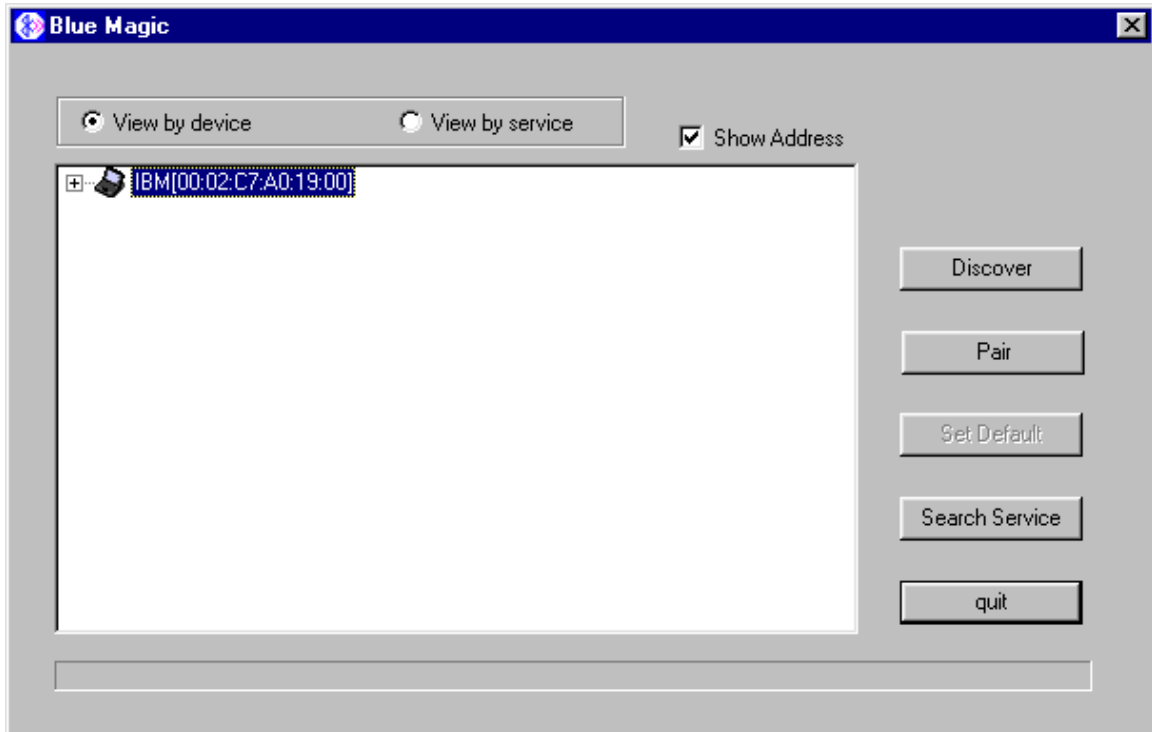 Blue Magic
View by device
View by service
Show Address
IBM[00:02:C7:A0:19:00]
Discover
Pair
Set Default
Search Service
quit